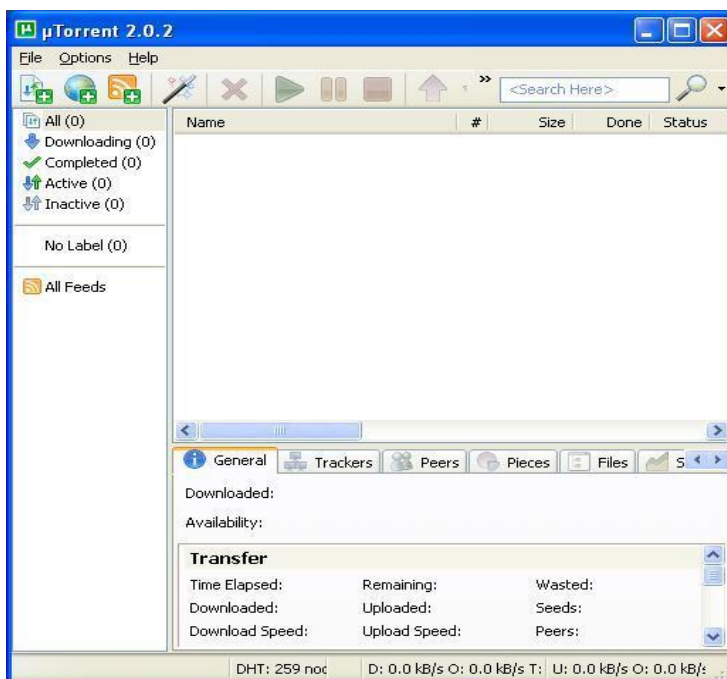 µTorrent 2.0.2
File Options Help
» <Search Here>
All (0)
Downloading (0)
Completed (0)
Active (0)
Inactive (0)
No Label (0)
All Feeds
Name # Size Done Status
General Trackers Peers Pieces Files S
Downloaded:
Availability:
Transfer
Time Elapsed: Remaining: Wasted:
Downloaded: Uploaded: Seeds:
Download Speed: Upload Speed: Peers:
DHT: 259 D: 0.0 kB/s O: 0.0 kB/s T: U: 0.0 kB/s O: 0.0 kB/s